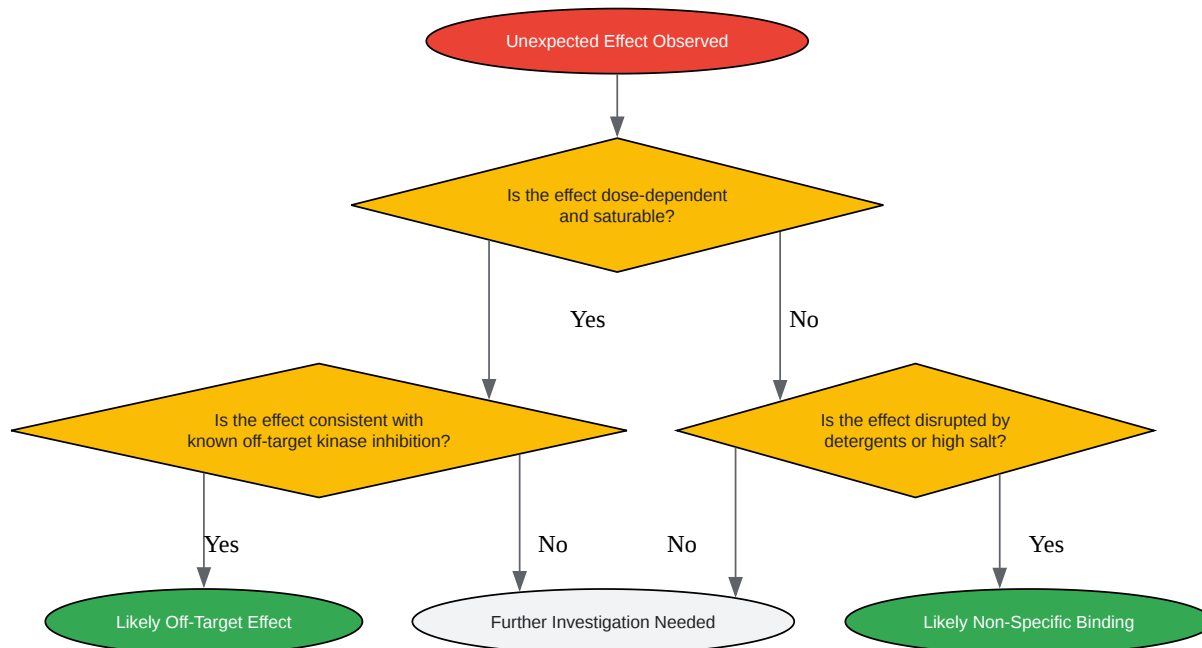 Unexpected Effect Observed
Is the effect dose-dependent
and saturable?
Yes
No
Is the effect consistent with
known off-target kinase inhibition?
Is the effect disrupted by
detergents or high salt?
Yes
No
No
Yes
Likely Off-Target Effect
Further Investigation Needed
Likely Non-Specific Binding